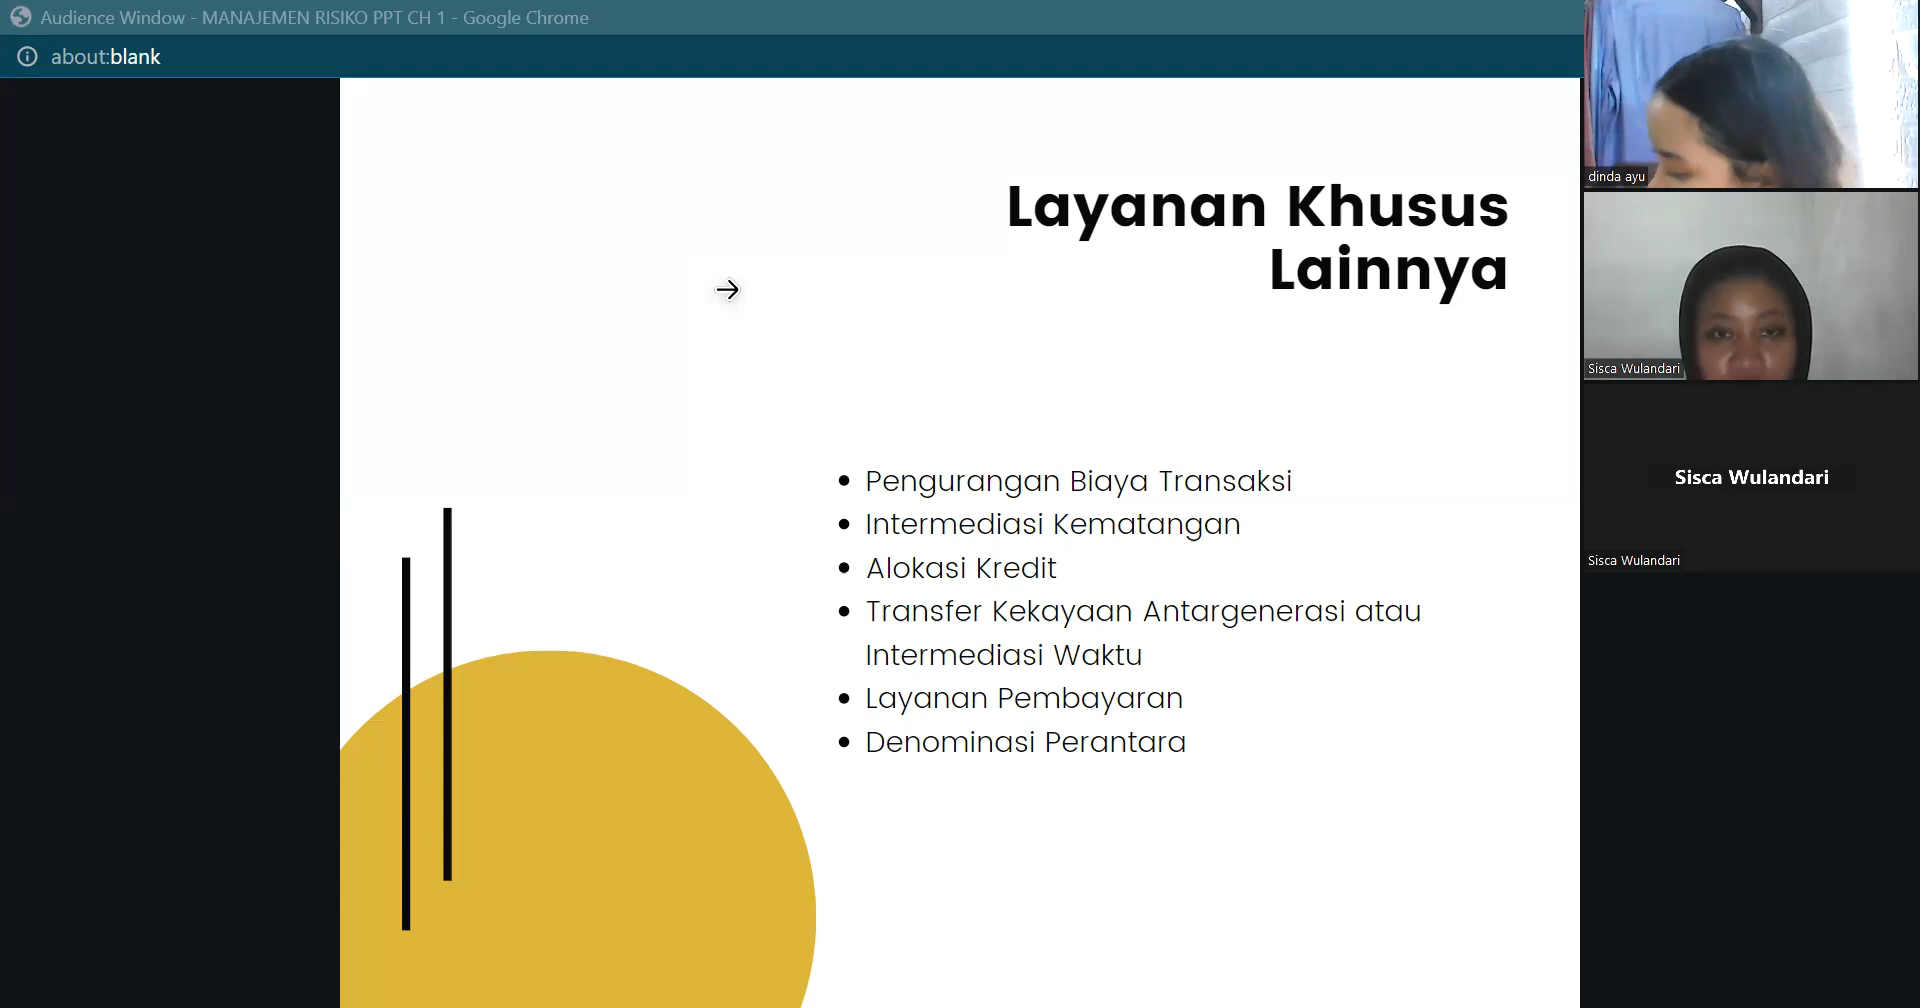 Audience Window - MANAJEMEN RISIKO PPT CH 1 - Google Chrome
about:blank
Layanan Khusus
Lainnya
• Pengurangan Biaya Transaksi
• Intermediasi Kematangan
• Alokasi Kredit
• Transfer Kekayaan Antargenerasi atau
Intermediasi Waktu
• Layanan Pembayaran
• Denominasi Perantara
dinda ayu
Sisca Wulandari
Sisca Wulandari
Sisca Wulandari